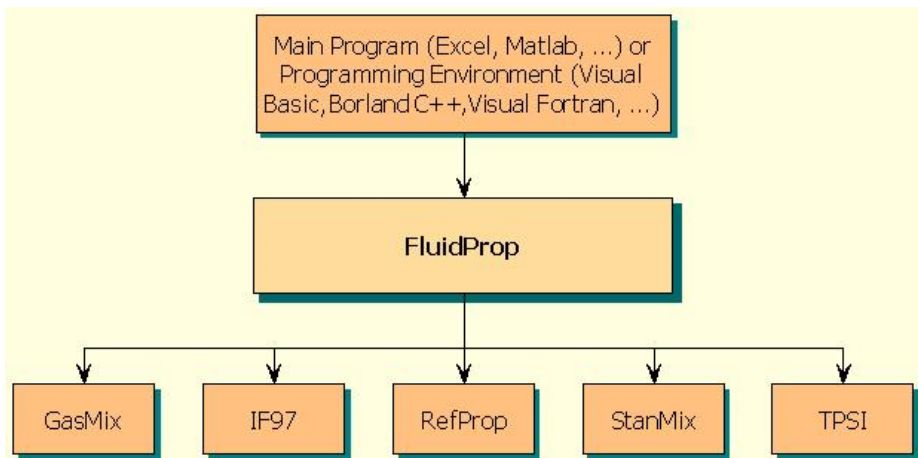 Main Program (Excel, Matlab, ...) or
Programming Environment (Visual
Basic,Borland C++,Visual Fortran, ...)
FluidProp
GasMix
IF97
RefProp
StanMix
TPSI